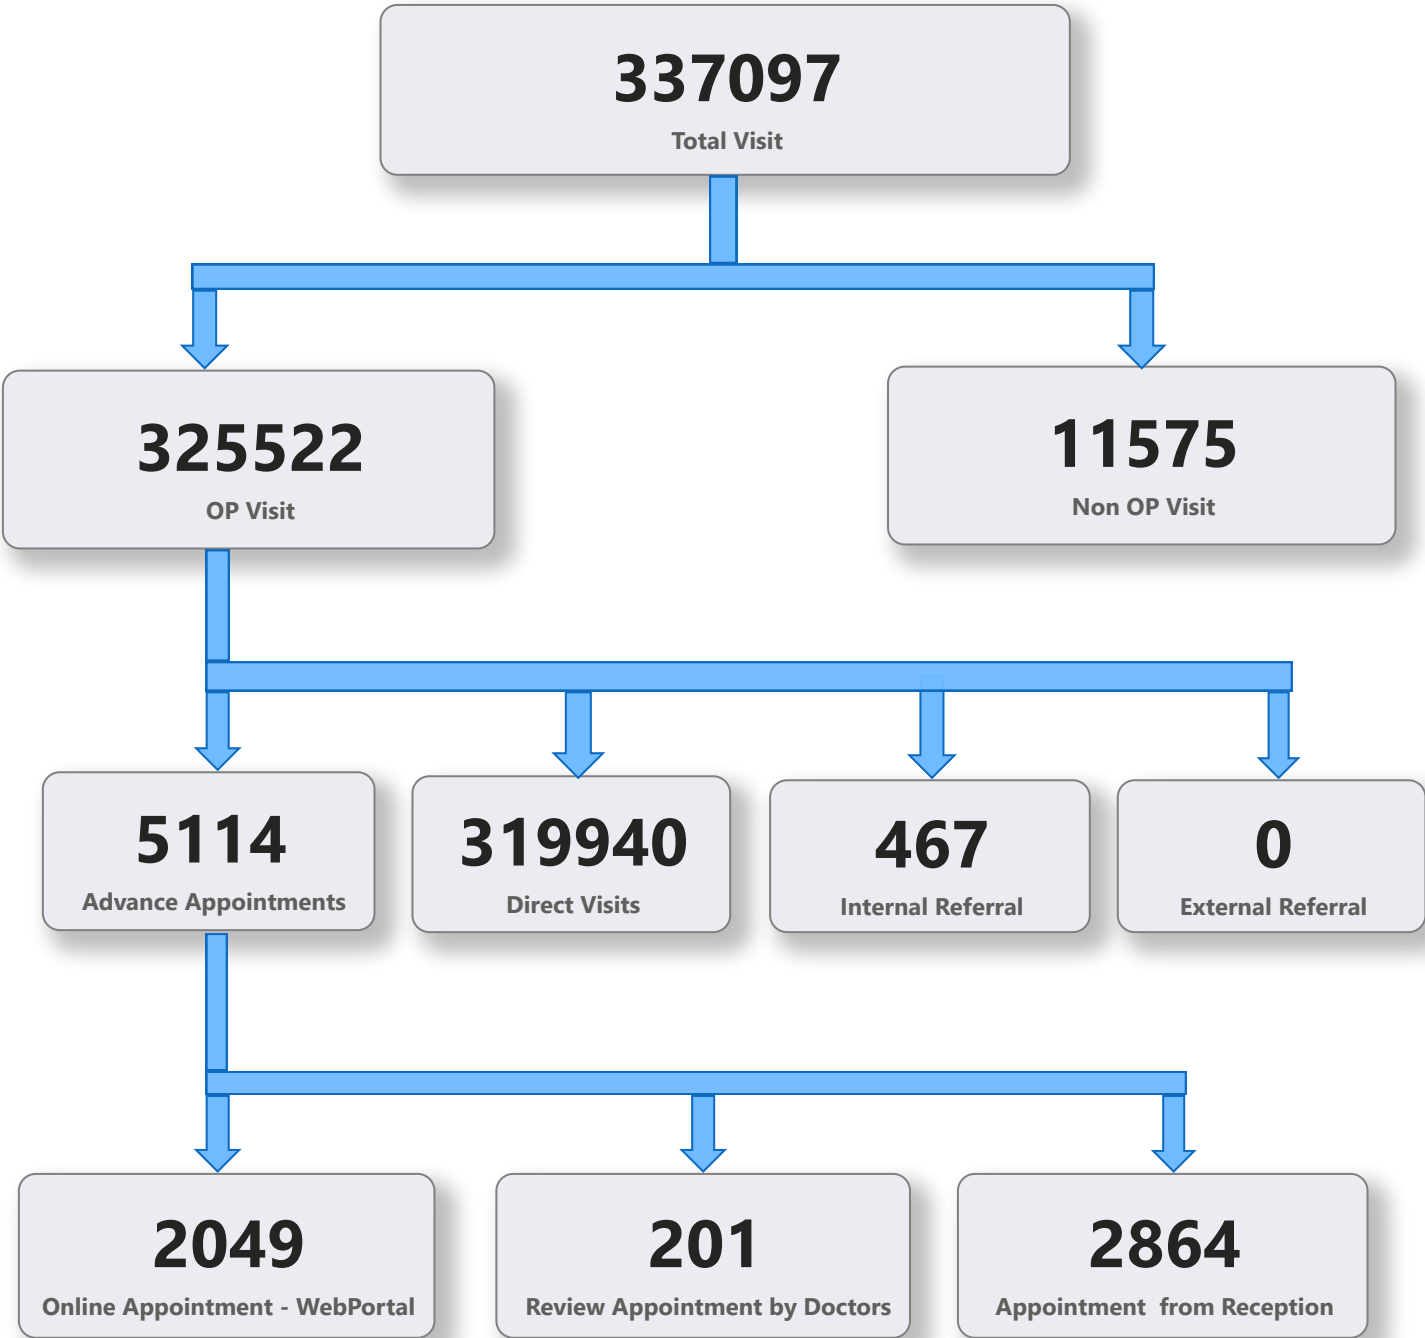 337097
Total Visit
325522
OP Visit
11575
Non OP Visit
5114
Advance Appointments
319940
Direct Visits
467
Internal Referral
0
External Referral
2049
Online Appointment - WebPortal
201
Review Appointment by Doctors
2864
Appointment  from Reception